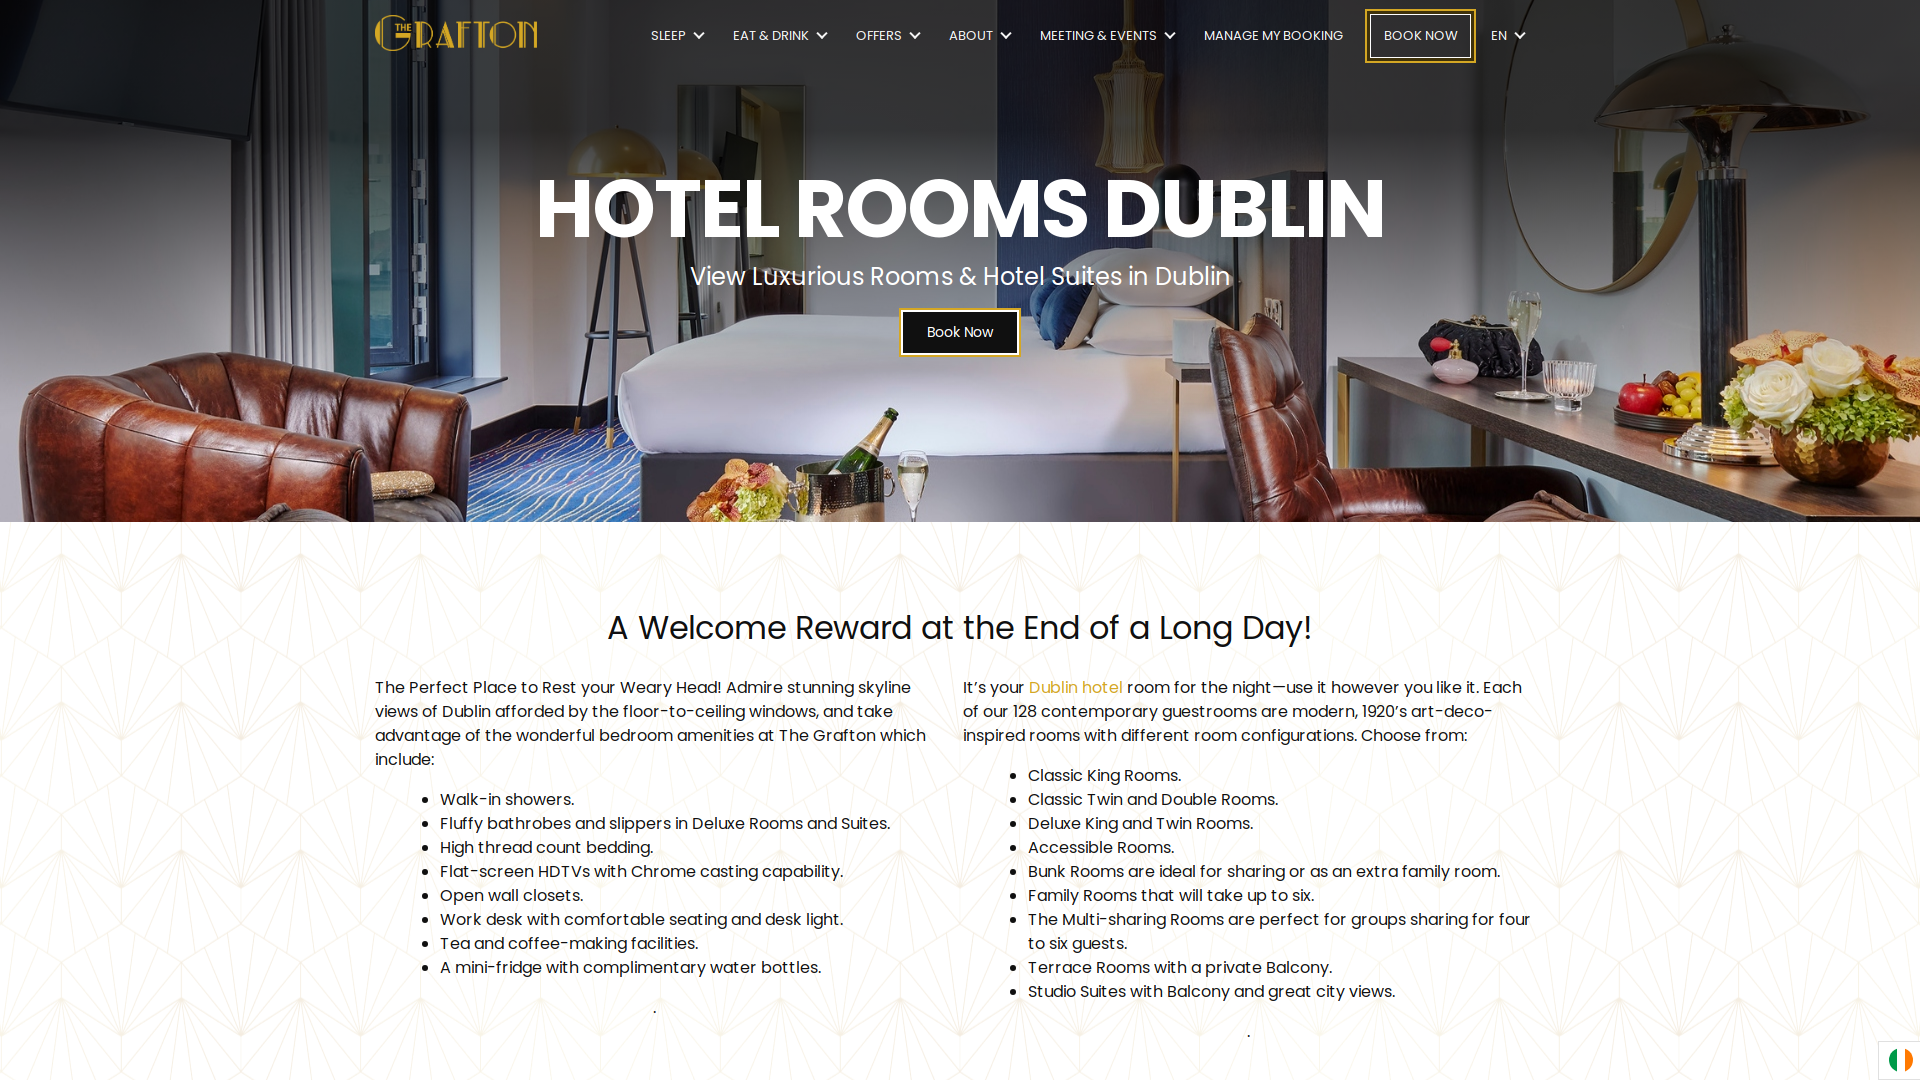 THE GRAFTON
SLEEP
EAT & DRINK
OFFERS
ABOUT
MEETING & EVENTS
MANAGE MY BOOKING
BOOK NOW
EN
HOTEL ROOMS DUBLIN
View Luxurious Rooms & Hotel Suites in Dublin
Book Now
A Welcome Reward at the End of a Long Day!
The Perfect Place to Rest your Weary Head! Admire stunning skyline
views of Dublin afforded by the floor-to-ceiling windows, and take
advantage of the wonderful bedroom amenities at The Grafton which
include:
• Walk-in showers.
• Fluffy bathrobes and slippers in Deluxe Rooms and Suites.
• High thread count bedding.
• Flat-screen HDTVs with Chrome casting capability.
• Open wall closets.
• Work desk with comfortable seating and desk light.
• Tea and coffee-making facilities.
• A mini-fridge with complimentary water bottles.
.
It’s your Dublin hotel room for the night—use it however you like it. Each
of our 128 contemporary guestrooms are modern, 1920’s art-deco-
inspired rooms with different room configurations. Choose from:
• Classic King Rooms.
• Classic Twin and Double Rooms.
• Deluxe King and Twin Rooms.
• Accessible Rooms.
• Bunk Rooms are ideal for sharing or as an extra family room.
• Family Rooms that will take up to six.
• The Multi-sharing Rooms are perfect for groups sharing for four
to six guests.
• Terrace Rooms with a private Balcony.
• Studio Suites with Balcony and great city views.
.